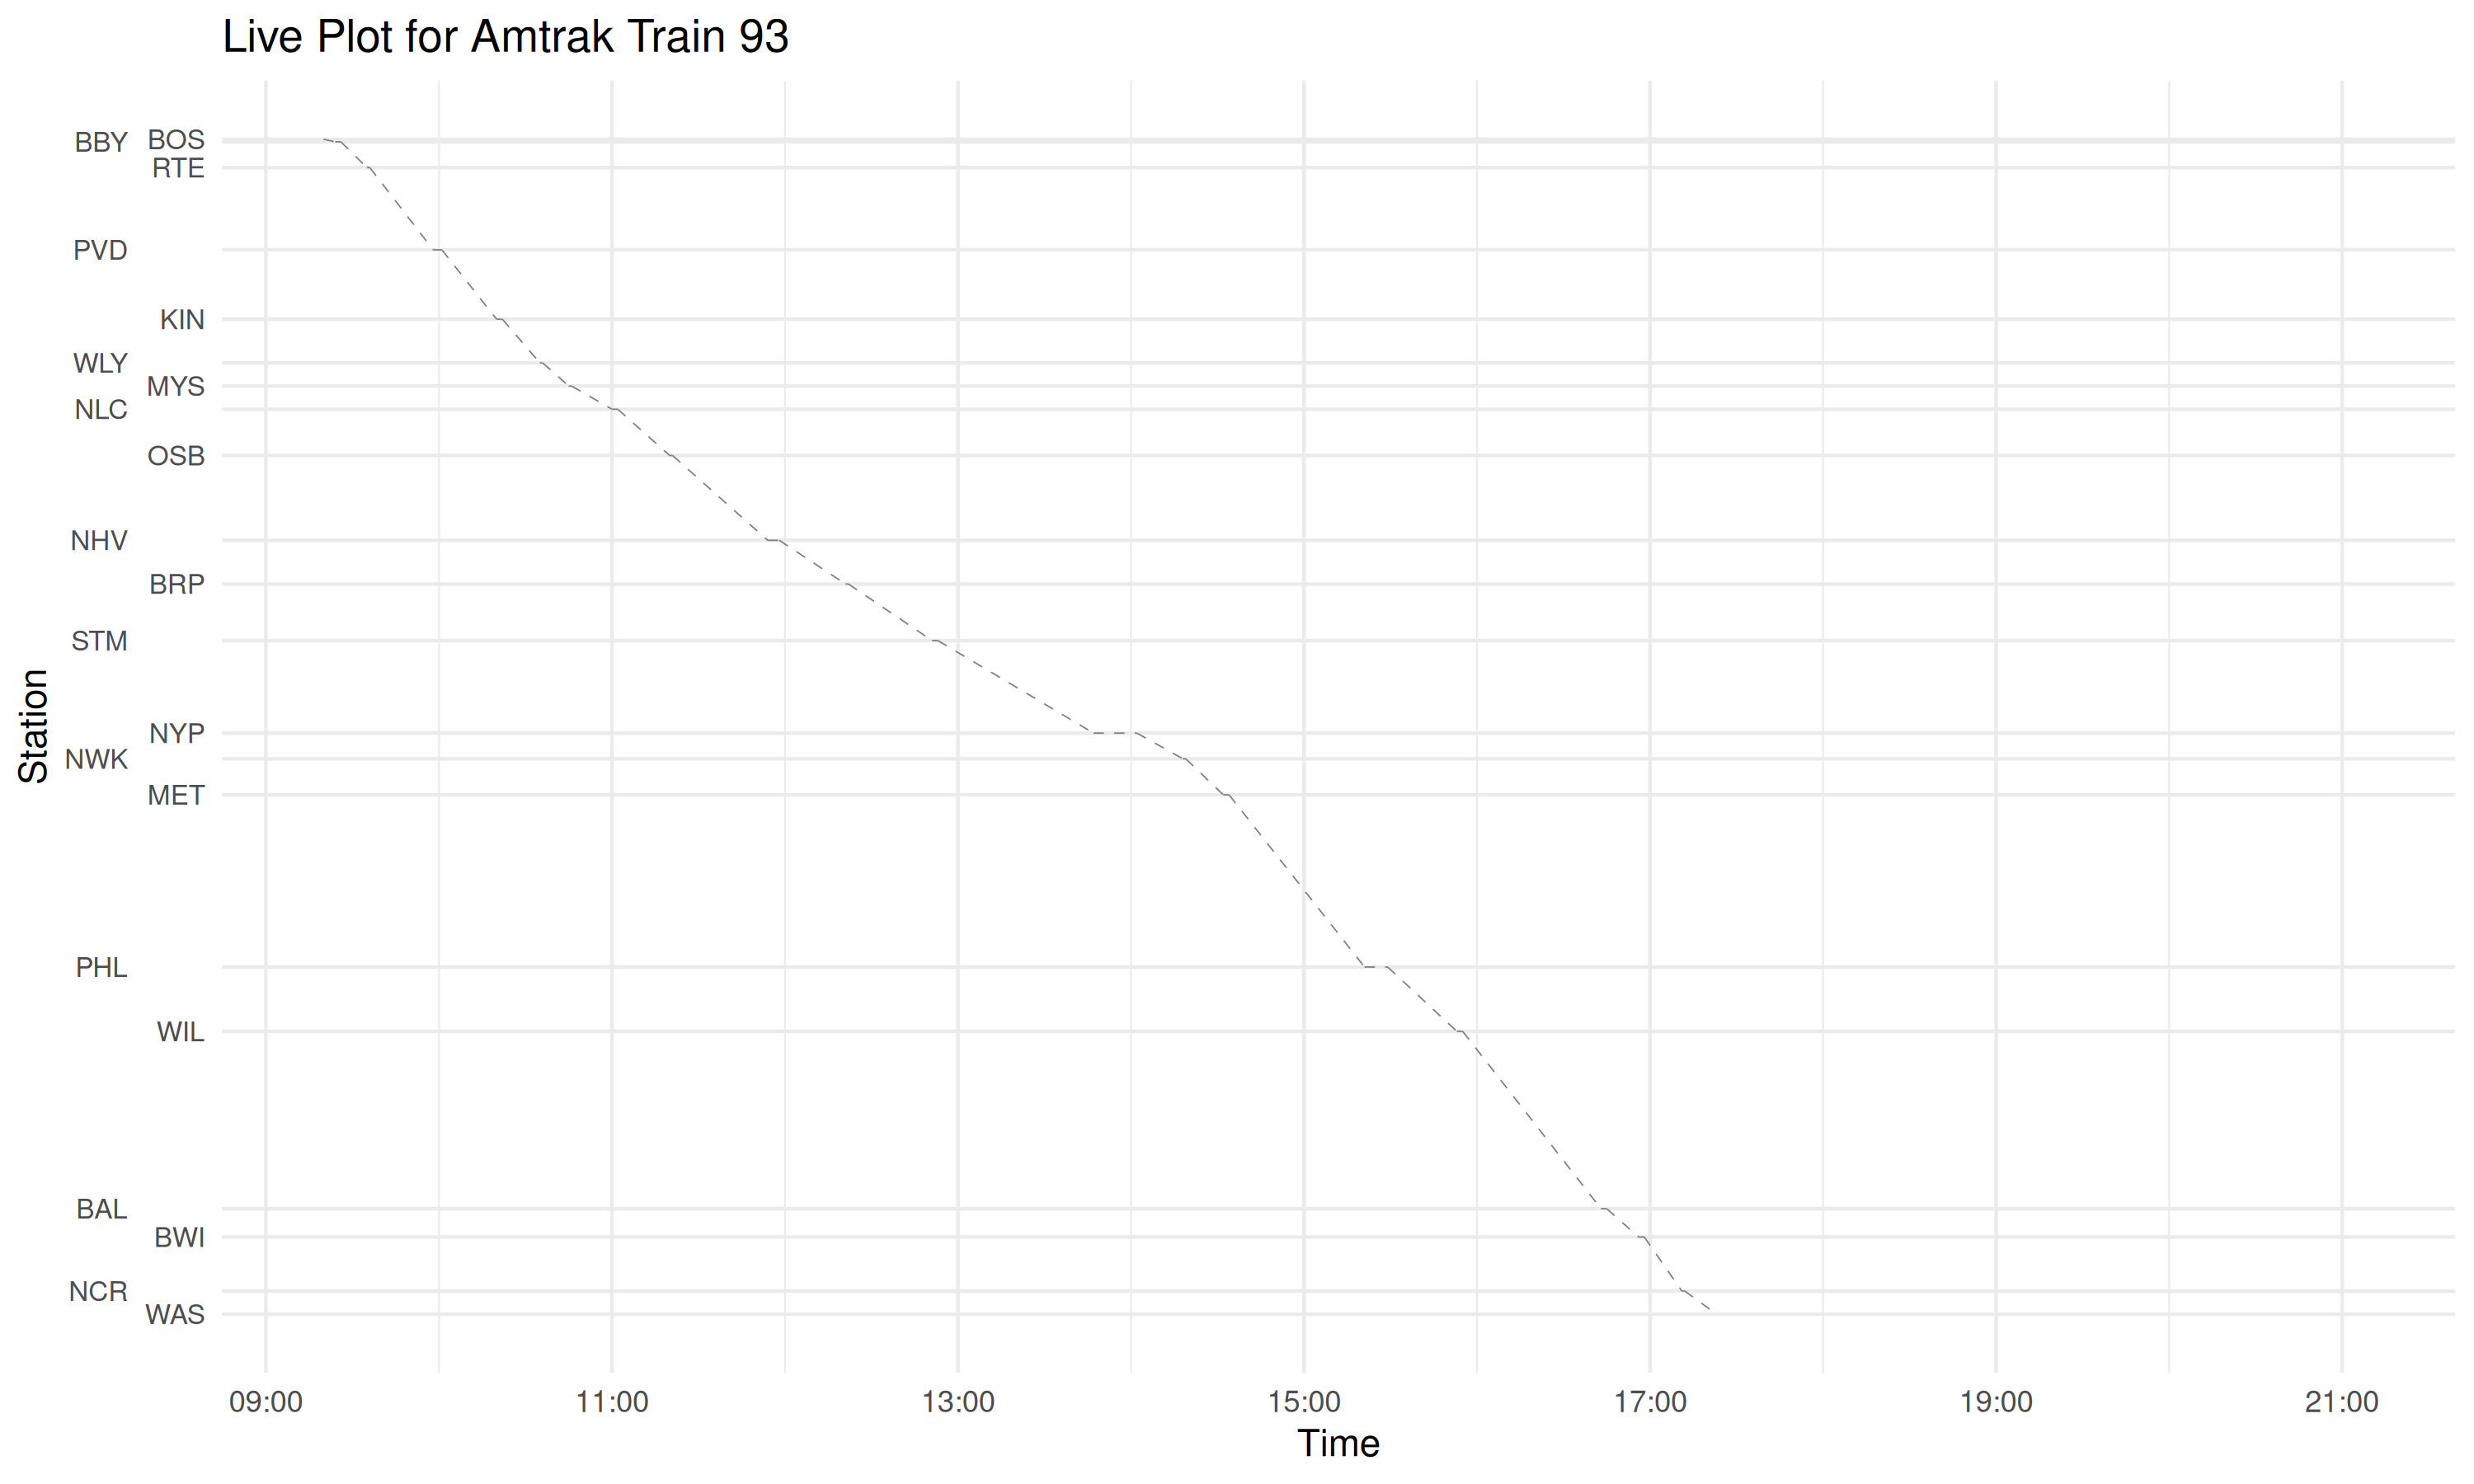 Live Plot for Amtrak Train 93
BBY BOS
RTE
PVD
KIN
WLY
MYS
NLC
OSB
NHV
BRP
STM
NYP
NWK
MET
PHL
WIL
BAL
BWI
NCR
WAS
Station
09:00 11:00 13:00 15:00 17:00 19:00 21:00
Time